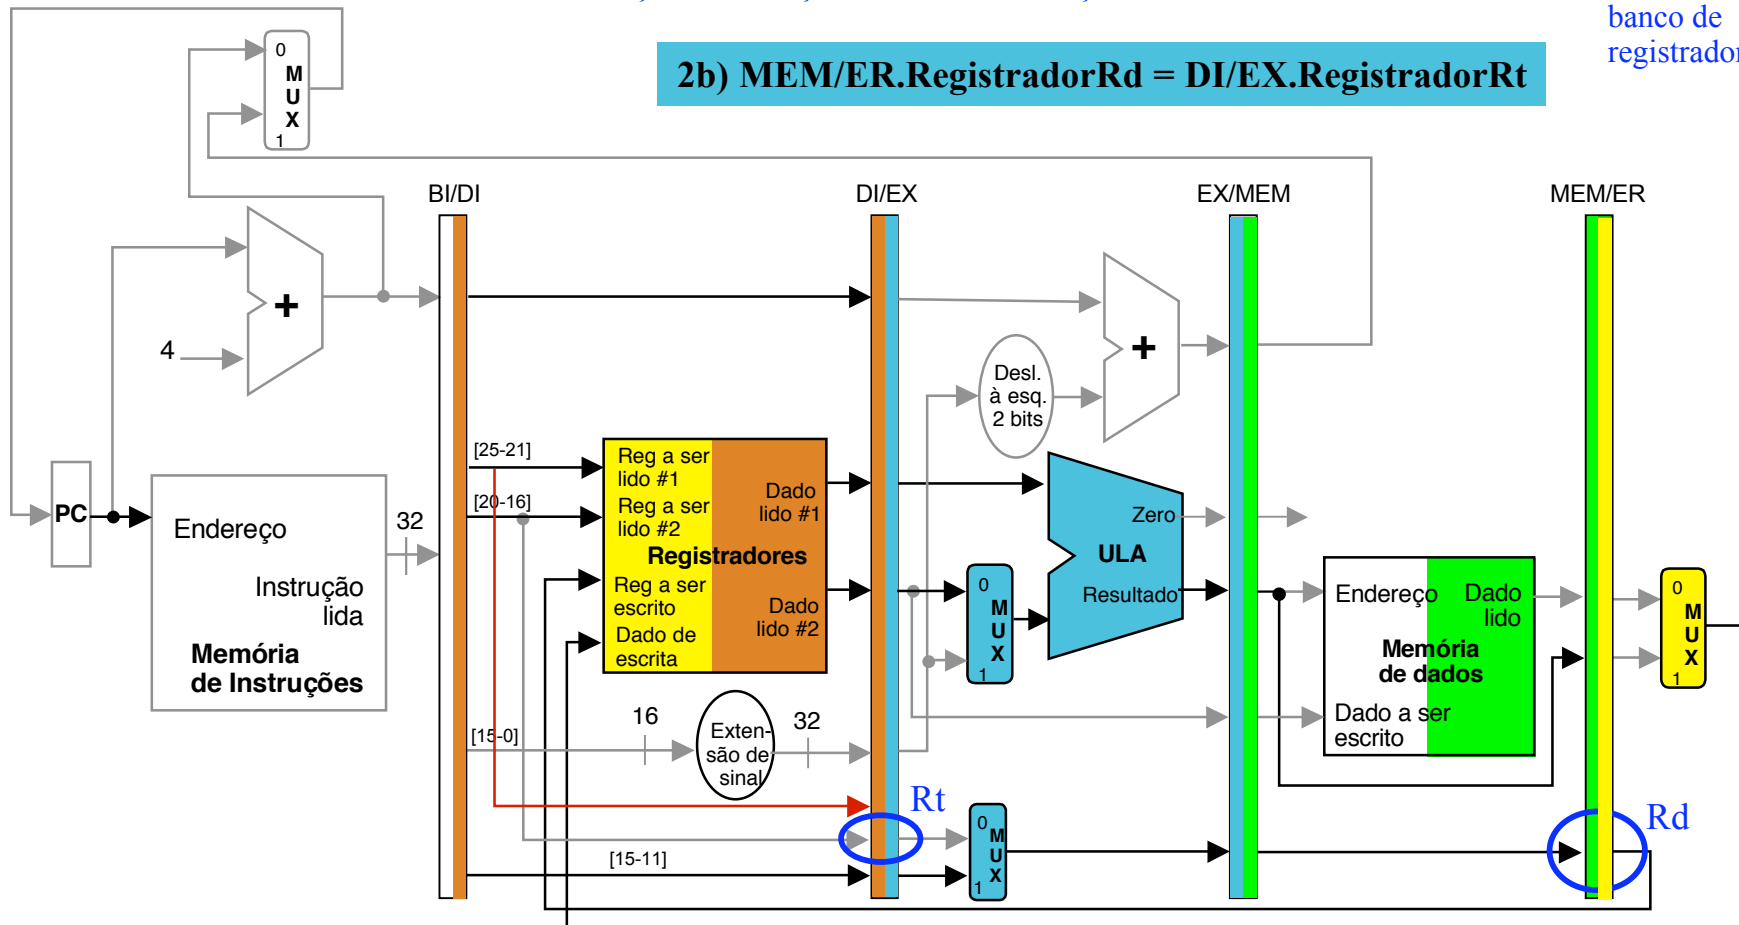 banco de
registrador
2b) MEM/ER.RegistradorRd = DI/EX.RegistradorRt
0
M
U
X
1
BI/DI
DI/EX
EX/MEM
MEM/ER
+
4
+
Desl.
à esq.
2 bits
[25-21]
[20-16]
Reg a ser
lido #1
Reg a ser
lido #2
Dado
lido #1
Registradores
Reg a ser
escrito
Dado de
escrita
Dado
lido #2
PC
Endereço
32
Instrução
lida
Memória
de Instruções
Zero
ULA
Resultado
0
M
U
X
1
Endereço
Dado
lido
Memória
de dados
Dado a ser
escrito
0
M
U
X
1
[15-0]
16
Exten-
são de
sinal
32
Rt
0
M
U
X
1
Rd
[15-11]